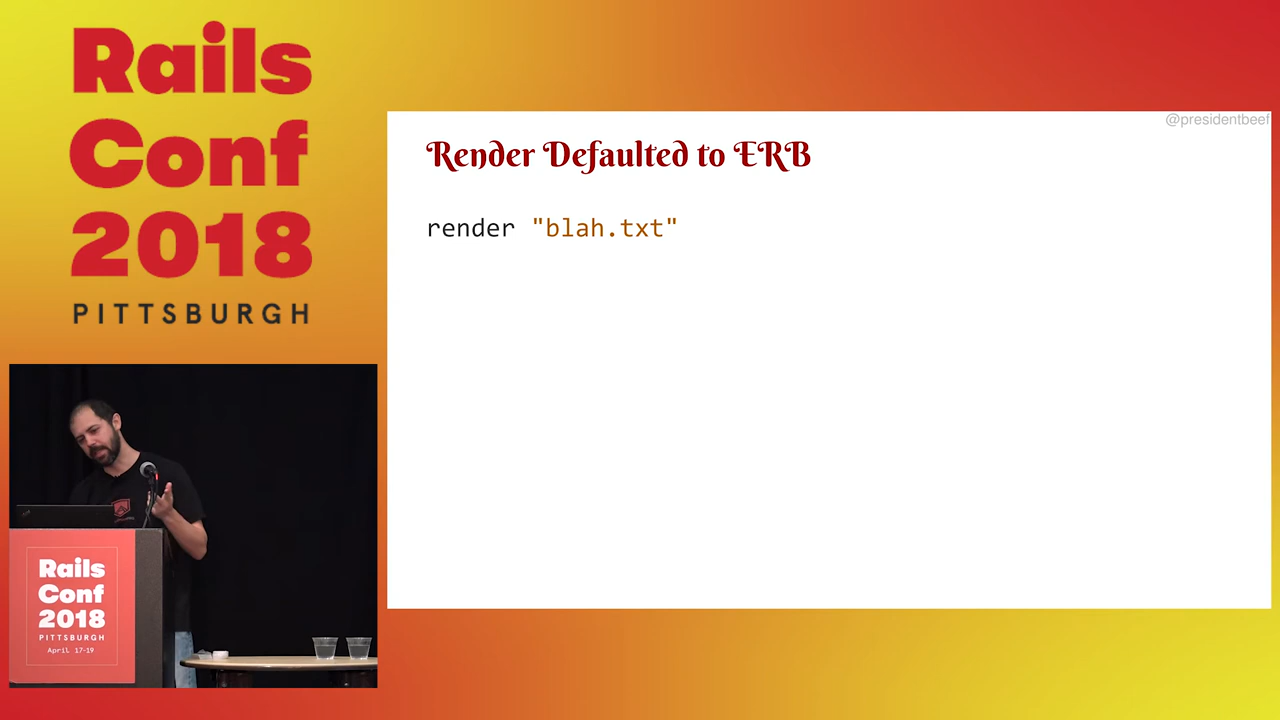 Rails
Conf
2018
PITTSBURGH
@presidentbeef
Render Defaulted to ERB
render "blah.txt"
Rails
Conf
2018
PITTSBURGH
April 17-19